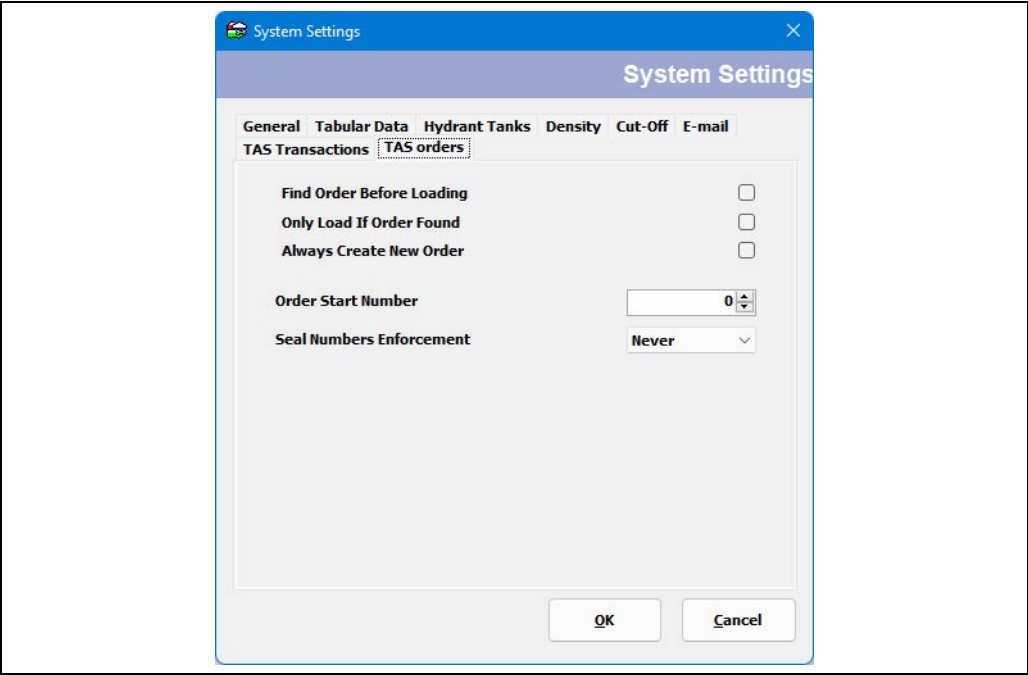 System Settings
System Settings
General Tabular Data Hydrant Tanks Density Cut-Off E-mail
TAS Transactions TAS orders
Find Order Before Loading
Only Load If Order Found
Always Create New Order
Order Start Number 0
Seal Numbers Enforcement Never
OK Cancel